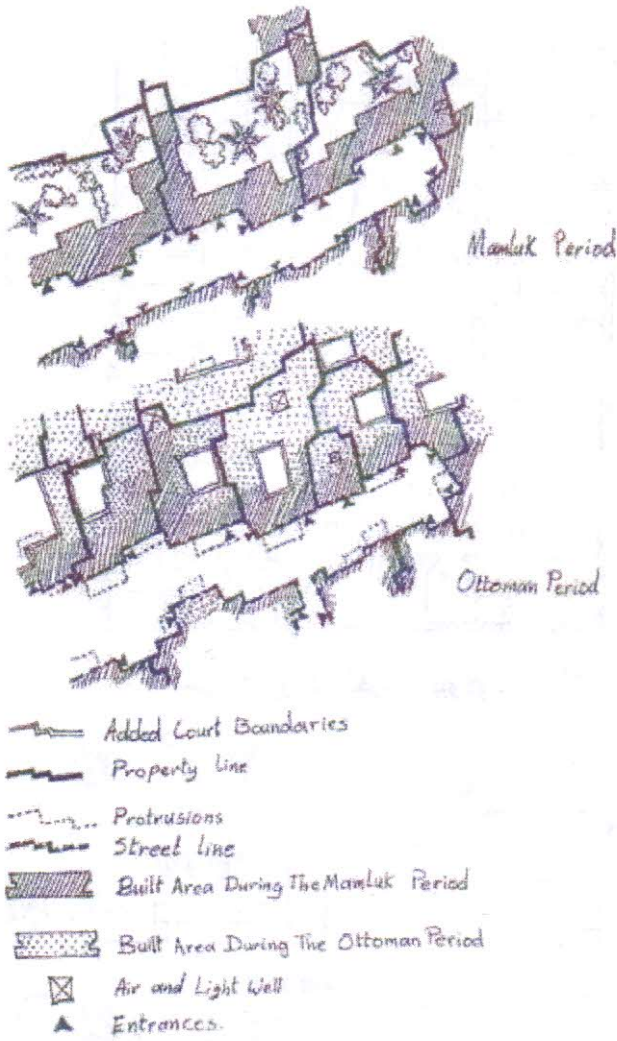 Mamluk Period
Ottoman Period
Added Court Boundaries
Property line
Protrusions
Street line
Built Area During The Mamluk Period
Built Area During The Ottoman Period
Air and Light Well
Entrances.